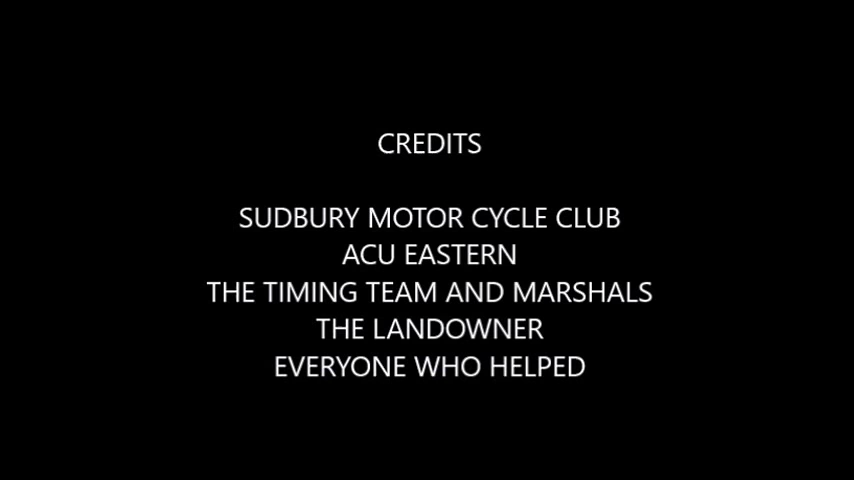 CREDITS
SUDBURY MOTOR CYCLE CLUB
ACU EASTERN
THE TIMING TEAM AND MARSHALS
THE LANDOWNER
EVERYONE WHO HELPED